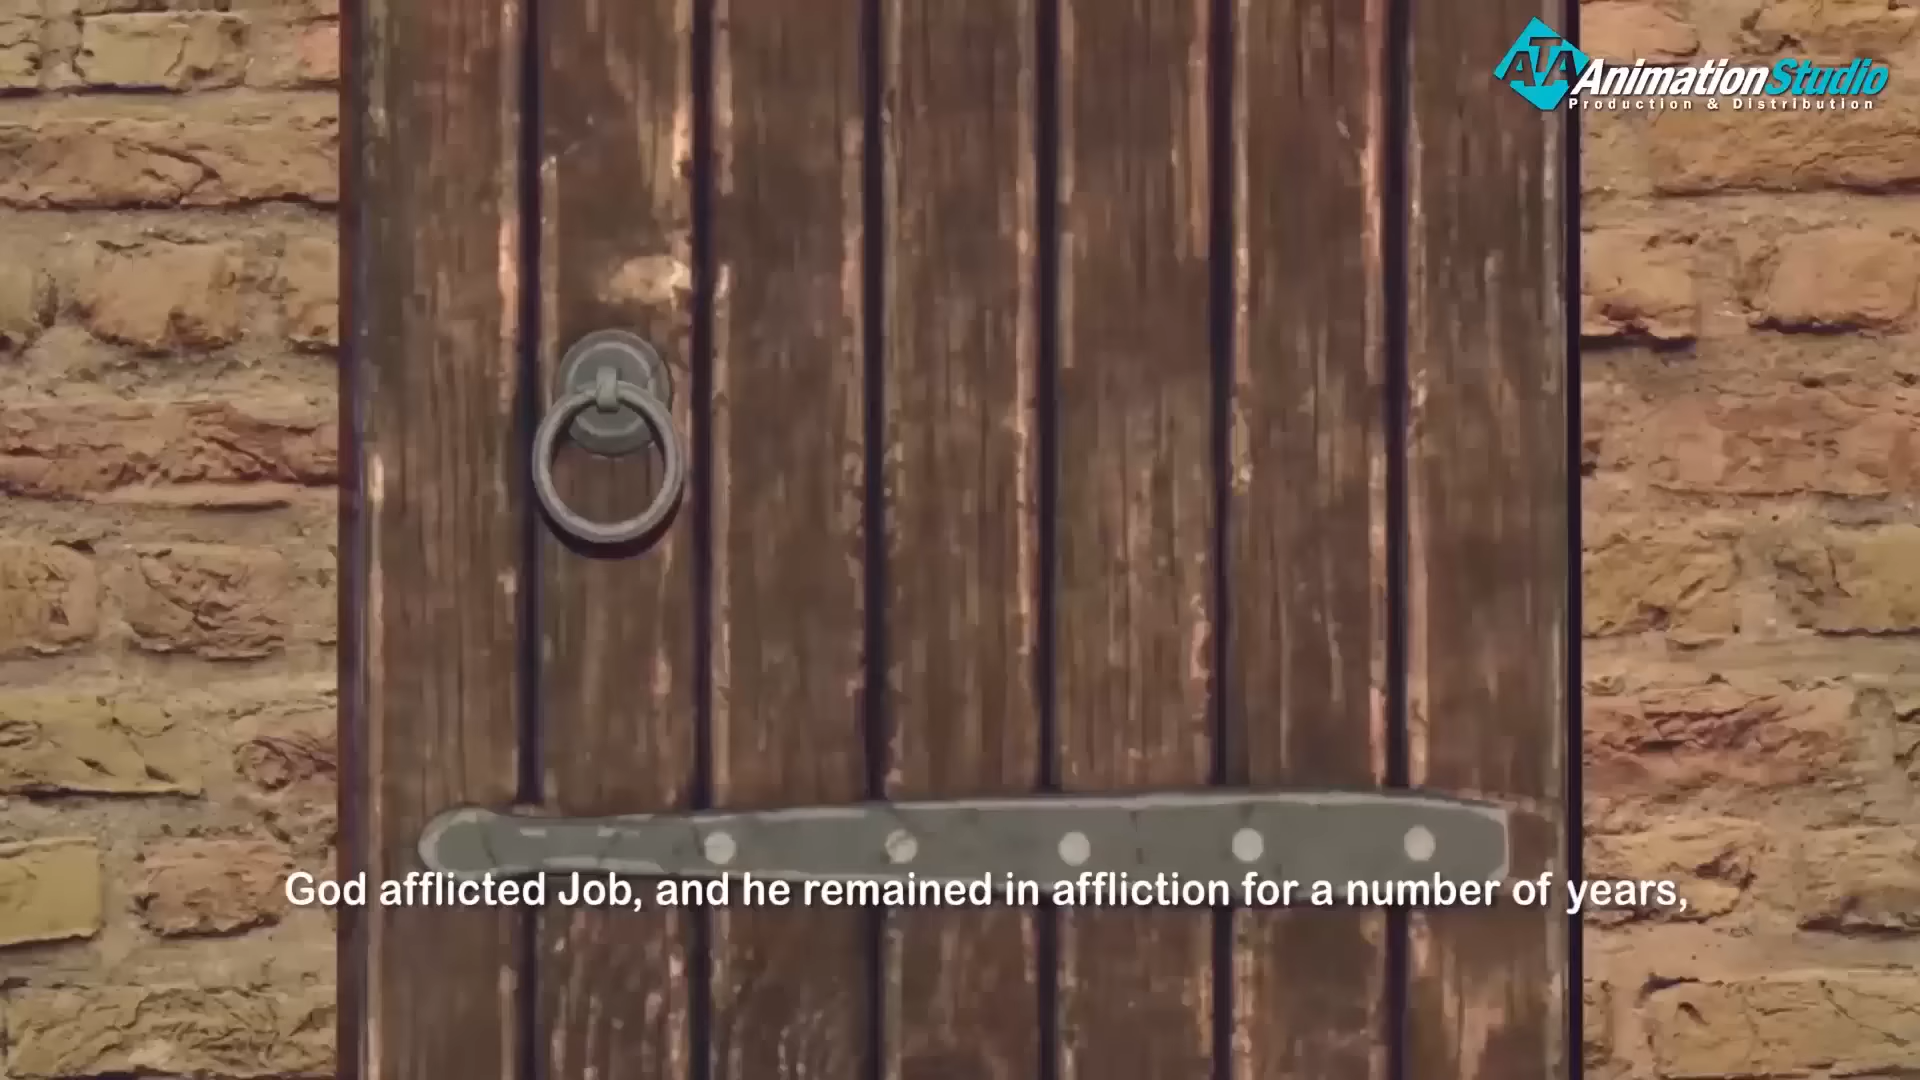 ATA AnimationStudio
Production & Distribution
God afflicted Job, and he remained in affliction for a number of years,